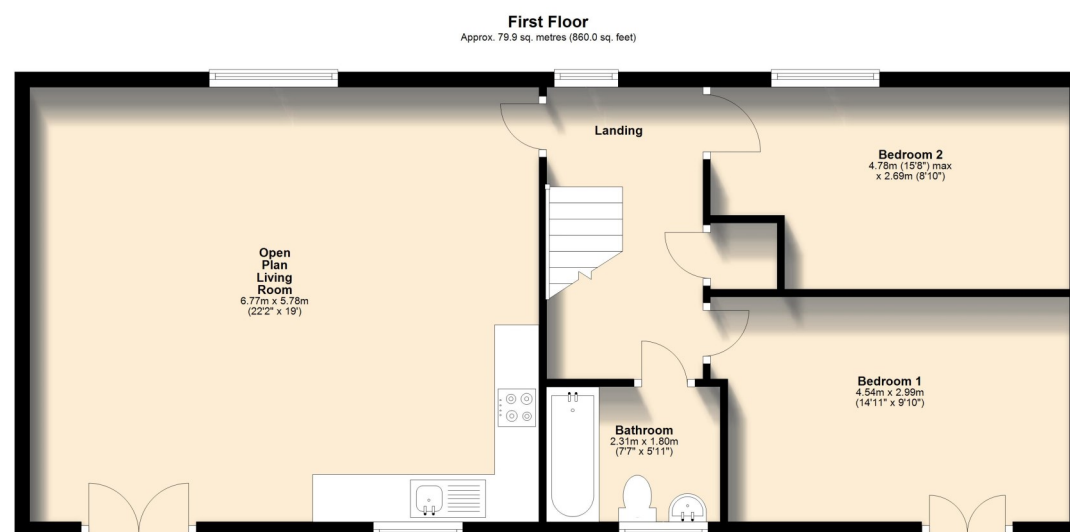 First Floor
Approx. 79.9 sq. metres (860.0 sq. feet)
Landing
Bedroom 2
4.78m (15'8") max
x 2.69m (8'10")
Open
Plan
Living
Room
6.77m x 5.78m
(22'2" x 19')
Bedroom 1
4.54m x 2.99m
(14'11" x 9'10")
Bathroom
2.31m x 1.80m
(7'7" x 5'11")